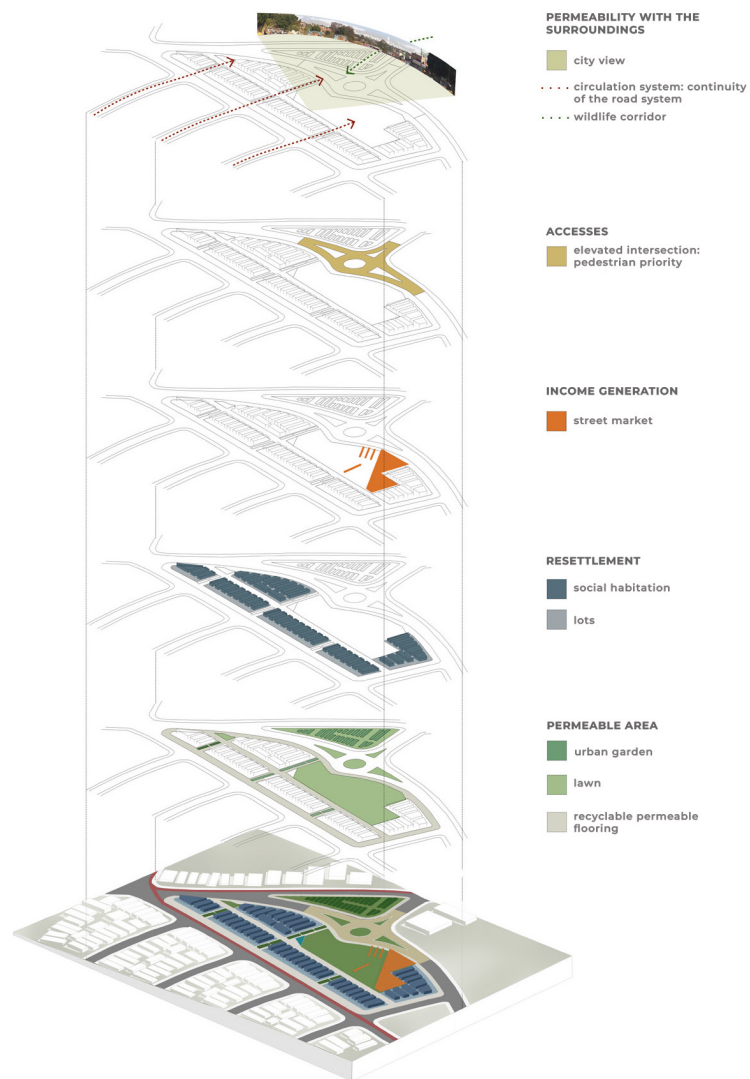 PERMEABILITY WITH THE
SURROUNDINGS
city view
circulation system: continuity
of the road system
wildlife corridor
ACCESSES
elevated intersection:
pedestrian priority
INCOME GENERATION
street market
RESETTLEMENT
social habitation
lots
PERMEABLE AREA
urban garden
lawn
recyclable permeable
flooring